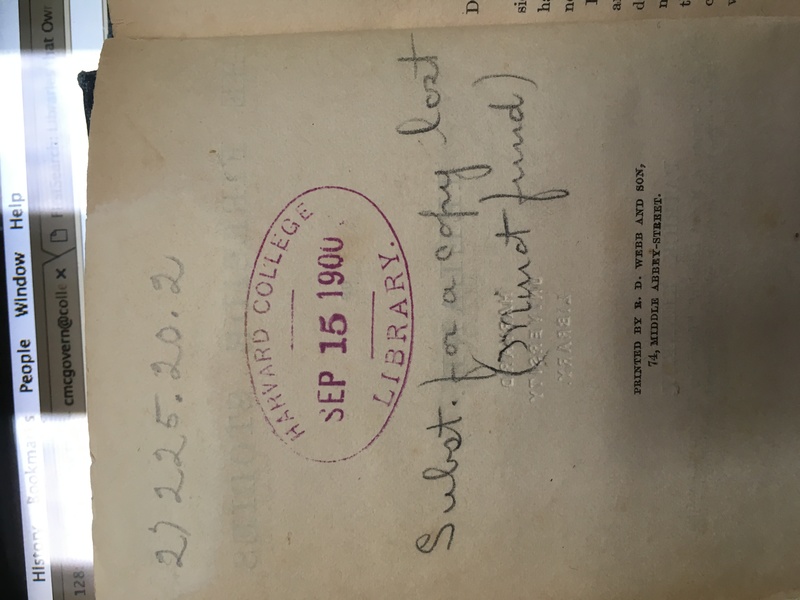 2) 225.20.2
HARVARD COLLEGE
SEP 15 1900
LIBRARY.
Subst. for a copy lost
(Minot fund)
PRINTED BY R. D. WEBB AND SON,
74, MIDDLE ABBEY-STREET.
History Bookmarks People Window Help
cmcgovern@colle x
128